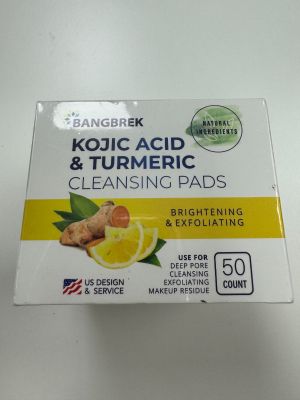 BANGBREK
NATURAL
INGREDIENTS
KOJIC ACID
& TURMERIC
CLEANSING PADS
BRIGHTENING
& EXFOLIATING
USE FOR
DEEP PORE
CLEANSING
EXFOLIATING
MAKEUP RESIDUE
50
COUNT
US DESIGN
& SERVICE